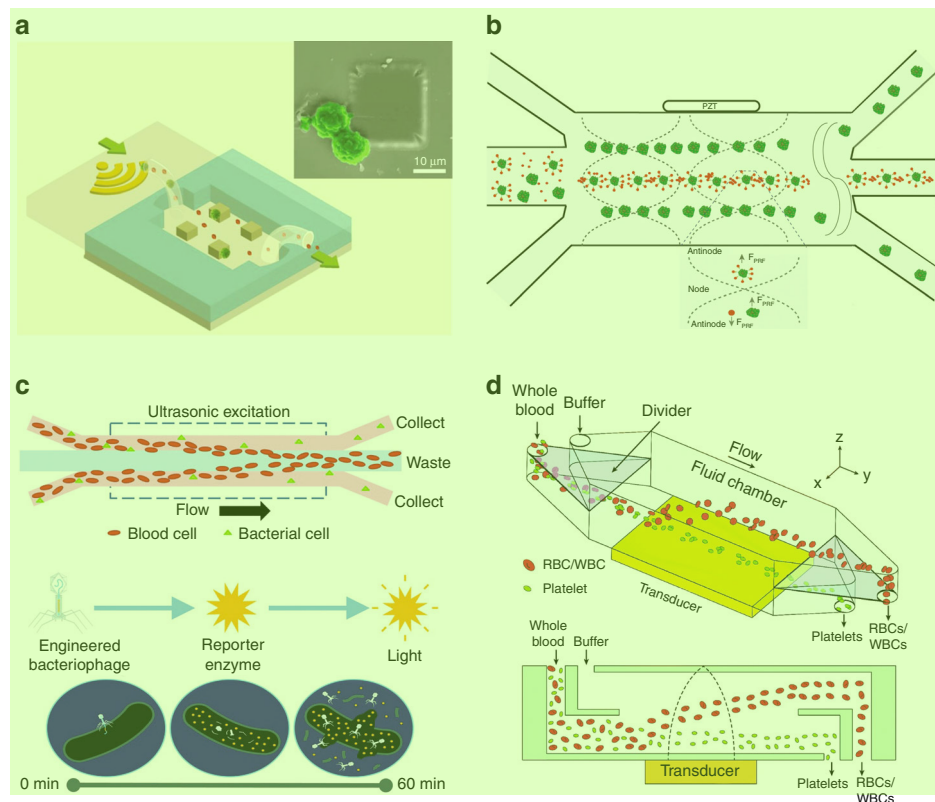 a
10 μm
b
PZT
Antinode
F_PRF
Node
F_PRF
Antinode
F_PRF
c
Ultrasonic excitation
Collect
Waste
Collect
Flow
Blood cell
Bacterial cell
Engineered
bacteriophage
Reporter
enzyme
Light
0 min
60 min
d
Whole
blood
Buffer
Divider
Flow
Fluid chamber
z
y
x
RBC/WBC
Platelet
Transducer
Platelets
RBCs/
WBCs
Whole
blood
Buffer
Transducer
Platelets
RBCs/
WBCs